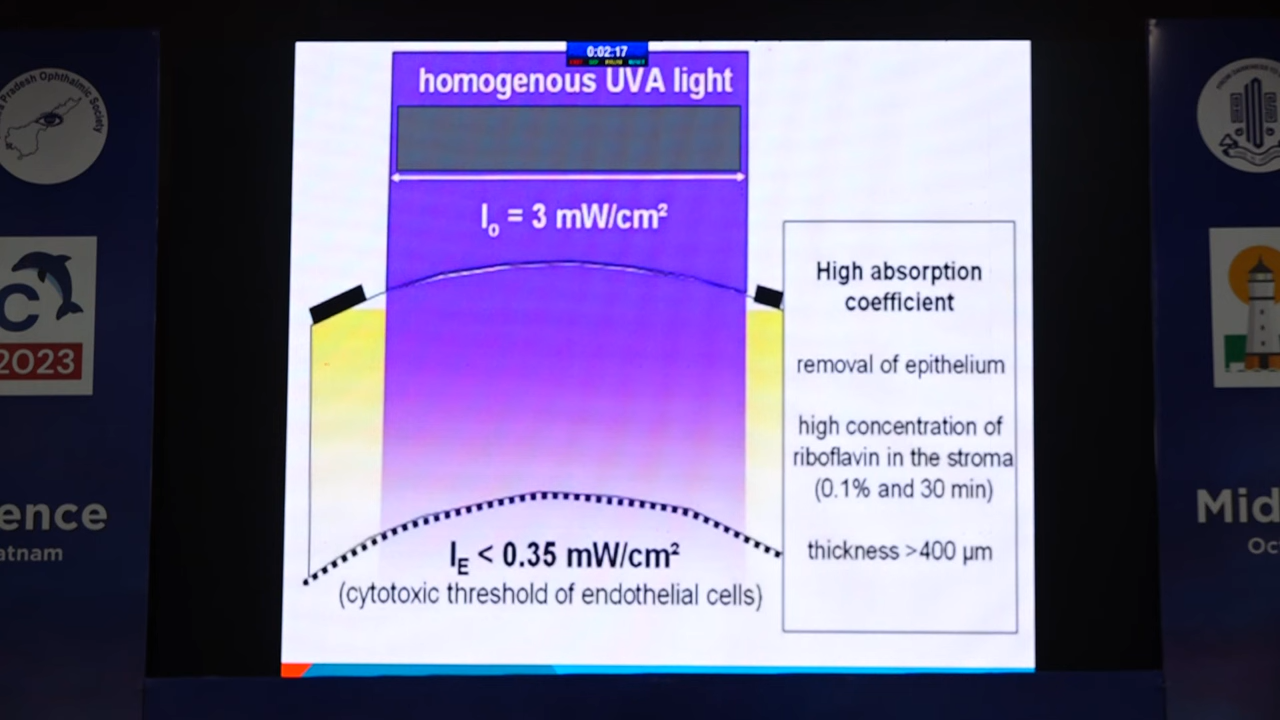 0:02:17
homogenous UVA light
I₀ = 3 mW/cm²
High absorption
coefficient
removal of epithelium
high concentration of
riboflavin in the stroma
(0.1% and 30 min)
thickness >400 µm
I_E < 0.35 mW/cm²
(cytotoxic threshold of endothelial cells)
Pradesh Ophthalmic Society
C
2023
ence
atnam
Mid
Oc